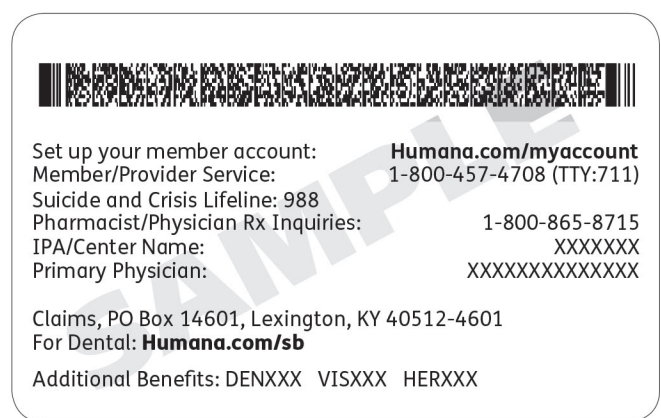 Set up your member account: Humana.com/myaccount
Member/Provider Service: 1-800-457-4708 (TTY:711)
Suicide and Crisis Lifeline: 988
Pharmacist/Physician Rx Inquiries: 1-800-865-8715
IPA/Center Name: XXXXXXX
Primary Physician: XXXXXXXXXXXXXX
Claims, PO Box 14601, Lexington, KY 40512-4601
For Dental: Humana.com/sb
Additional Benefits: DENXXX VISXXX HERXXX
SAMPLE